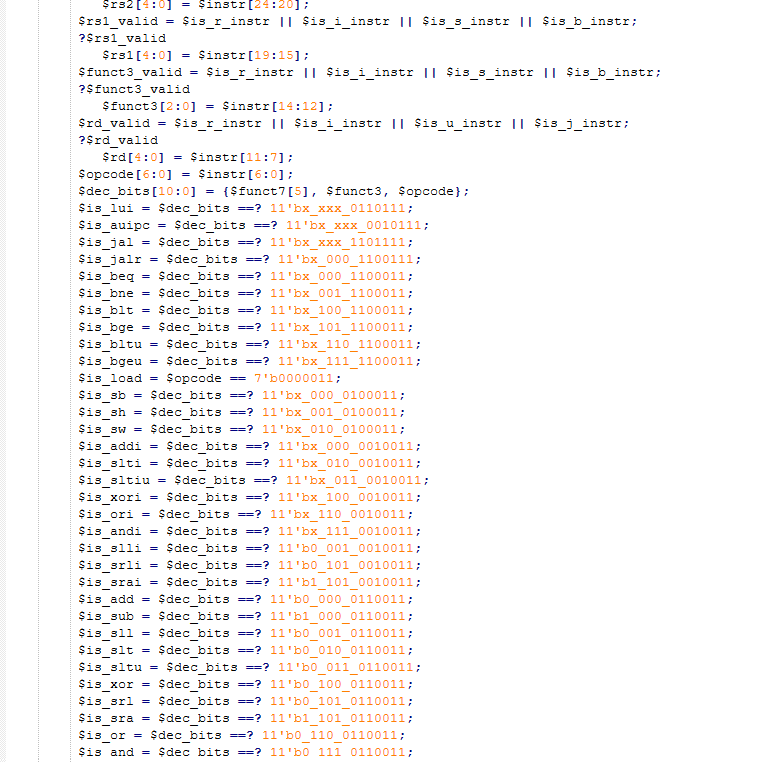 $rs2[4:0] = $instr[24:20];
$rs1_valid = $is_r_instr || $is_i_instr || $is_s_instr || $is_b_instr;
?$rs1_valid
$rs1[4:0] = $instr[19:15];
$funct3_valid = $is_r_instr || $is_i_instr || $is_s_instr || $is_b_instr;
?$funct3_valid
$funct3[2:0] = $instr[14:12];
$rd_valid = $is_r_instr || $is_i_instr || $is_u_instr || $is_j_instr;
?$rd_valid
$rd[4:0] = $instr[11:7];
$opcode[6:0] = $instr[6:0];
$dec_bits[10:0] = {$funct7[5], $funct3, $opcode};
$is_lui = $dec_bits ==? 11'bx_xxx_0110111;
$is_auipc = $dec_bits ==? 11'bx_xxx_0010111;
$is_jal = $dec_bits ==? 11'bx_xxx_1101111;
$is_jalr = $dec_bits ==? 11'bx_000_1100111;
$is_beq = $dec_bits ==? 11'bx_000_1100011;
$is_bne = $dec_bits ==? 11'bx_001_1100011;
$is_blt = $dec_bits ==? 11'bx_100_1100011;
$is_bge = $dec_bits ==? 11'bx_101_1100011;
$is_bltu = $dec_bits ==? 11'bx_110_1100011;
$is_bgeu = $dec_bits ==? 11'bx_111_1100011;
$is_load = $opcode == 7'b0000011;
$is_sb = $dec_bits ==? 11'bx_000_0100011;
$is_sh = $dec_bits ==? 11'bx_001_0100011;
$is_sw = $dec_bits ==? 11'bx_010_0100011;
$is_addi = $dec_bits ==? 11'bx_000_0010011;
$is_slti = $dec_bits ==? 11'bx_010_0010011;
$is_sltiu = $dec_bits ==? 11'bx_011_0010011;
$is_xori = $dec_bits ==? 11'bx_100_0010011;
$is_ori = $dec_bits ==? 11'bx_110_0010011;
$is_andi = $dec_bits ==? 11'bx_111_0010011;
$is_slli = $dec_bits ==? 11'b0_001_0010011;
$is_srli = $dec_bits ==? 11'b0_101_0010011;
$is_srai = $dec_bits ==? 11'b1_101_0010011;
$is_add = $dec_bits ==? 11'b0_000_0110011;
$is_sub = $dec_bits ==? 11'b1_000_0110011;
$is_sll = $dec_bits ==? 11'b0_001_0110011;
$is_slt = $dec_bits ==? 11'b0_010_0110011;
$is_sltu = $dec_bits ==? 11'b0_011_0110011;
$is_xor = $dec_bits ==? 11'b0_100_0110011;
$is_srl = $dec_bits ==? 11'b0_101_0110011;
$is_sra = $dec_bits ==? 11'b1_101_0110011;
$is_or = $dec_bits ==? 11'b0_110_0110011;
$is_and = $dec_bits ==? 11'b0_111_0110011;